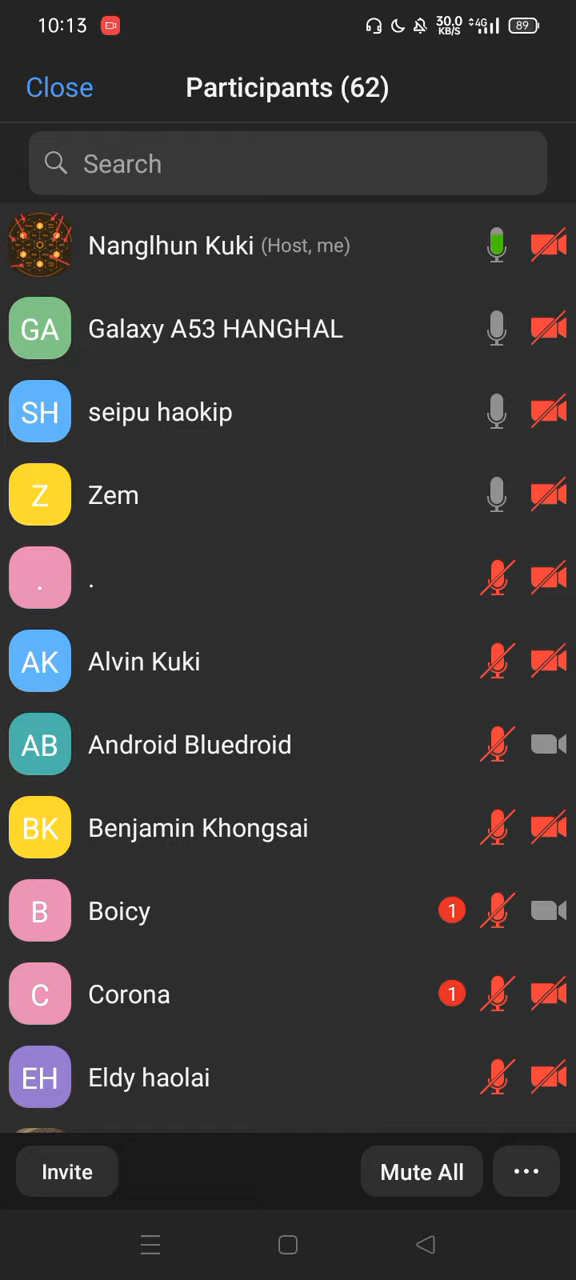 10:13 30.0 KB/S 4G 89
Close Participants (62)
Search
Nanglhun Kuki (Host, me)
GA Galaxy A53 HANGHAL
SH seipu haokip
Z Zem
. .
AK Alvin Kuki
AB Android Bluedroid
BK Benjamin Khongsai
B Boicy 1
C Corona 1
EH Eldy haolai
Invite Mute All ...